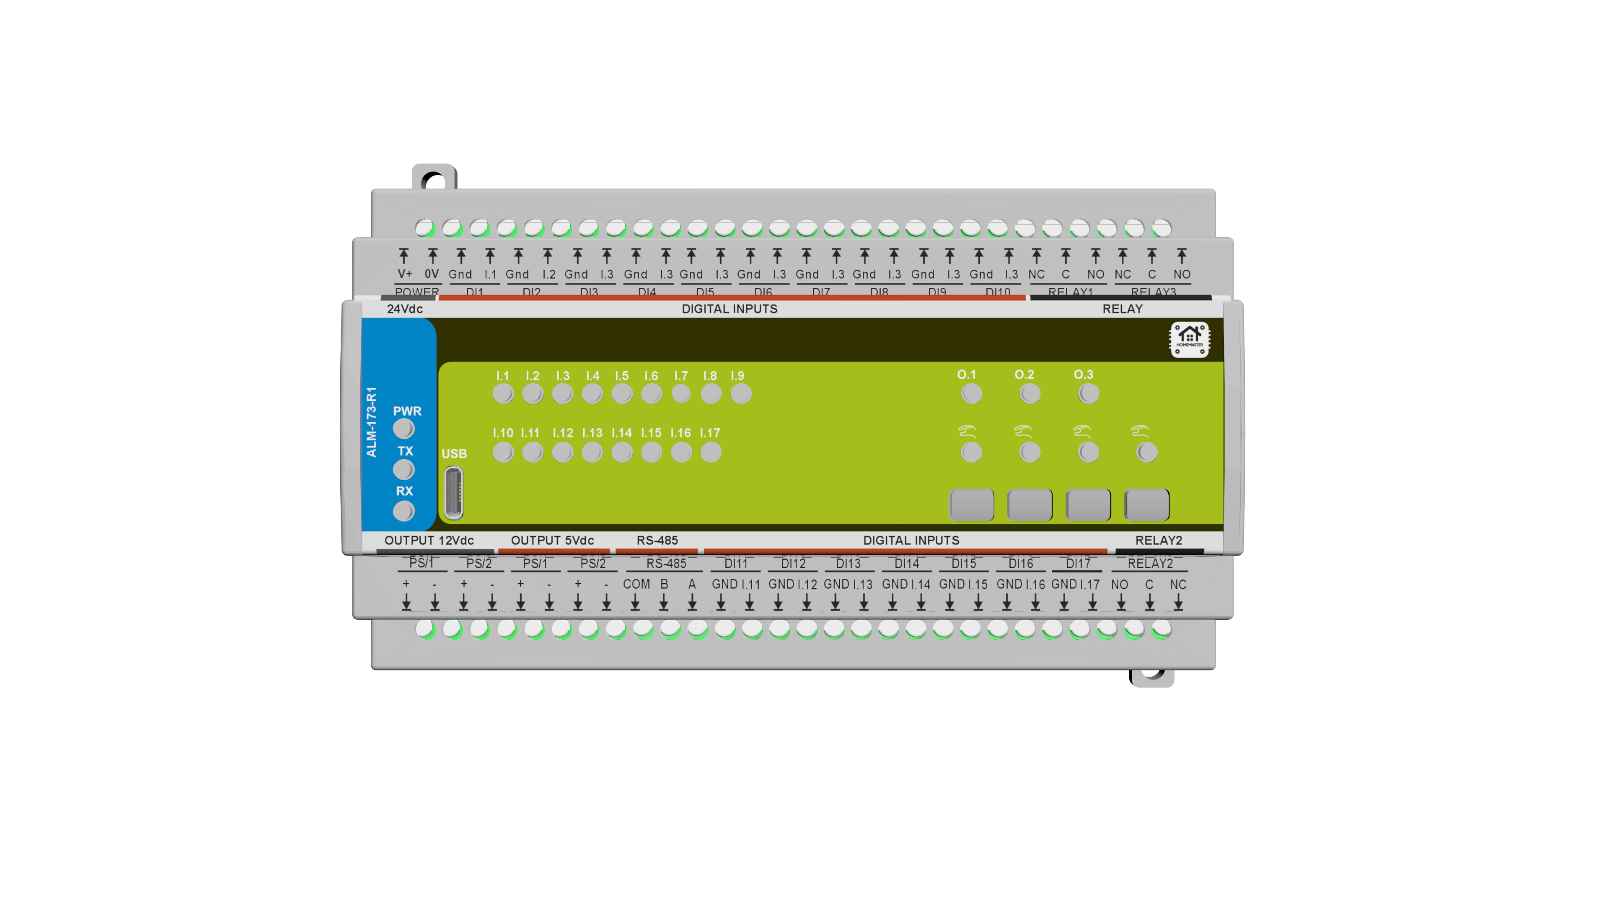 V+ 0V Gnd I.1 Gnd I.2 Gnd I.3 Gnd I.3 Gnd I.3 Gnd I.3 Gnd I.3 Gnd I.3 Gnd I.3 Gnd I.3 NC C NO NC C NO
POWER DI1 DI2 DI3 DI4 DI5 DI6 DI7 DI8 DI9 DI10 RELAY1 RELAY3
24Vdc DIGITAL INPUTS RELAY
HOMEMASTER
I.1 I.2 I.3 I.4 I.5 I.6 I.7 I.8 I.9 O.1 O.2 O.3
ALM-173-R1
PWR
I.10 I.11 I.12 I.13 I.14 I.15 I.16 I.17
TX
USB
RX
OUTPUT 12Vdc OUTPUT 5Vdc RS-485 DIGITAL INPUTS RELAY2
PS/1 PS/2 PS/1 PS/2 RS-485 DI11 DI12 DI13 DI14 DI15 DI16 DI17 RELAY2
+ - + - + - + - COM B A GND I.11 GND I.12 GND I.13 GND I.14 GND I.15 GND I.16 GND I.17 NO C NC